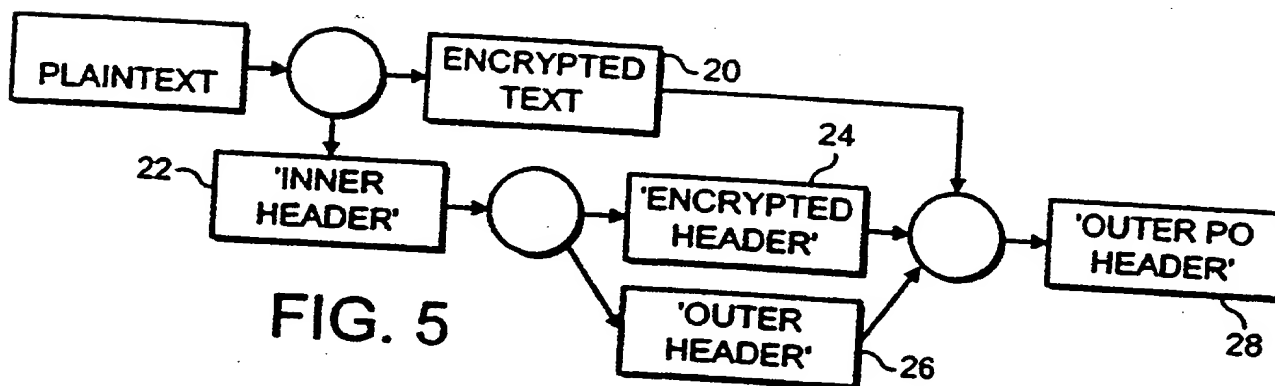 PLAINTEXT
ENCRYPTED
TEXT
20
22
'INNER
HEADER'
24
'ENCRYPTED
HEADER'
'OUTER
HEADER'
26
'OUTER PO
HEADER'
28
FIG. 5